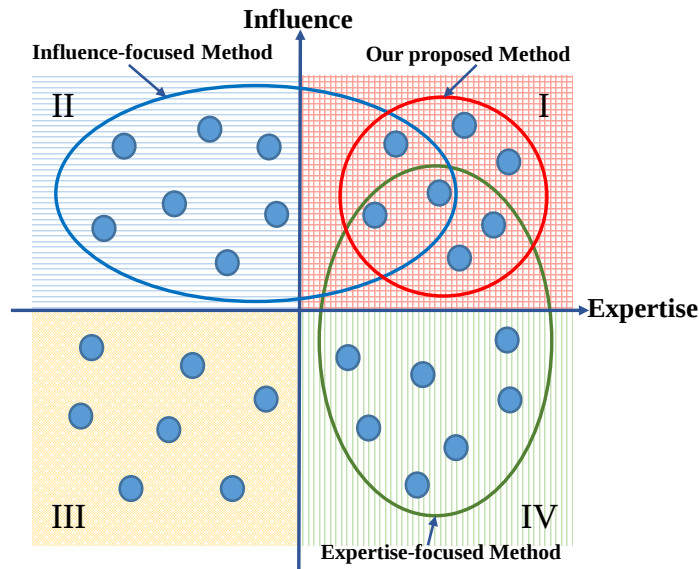 Influence
Influence-focused Method
Our proposed Method
II
I
Expertise
III
IV
Expertise-focused Method